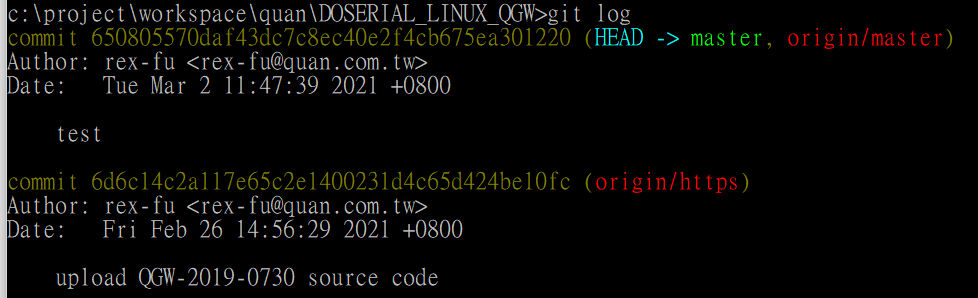 c:\project\workspace\quan\DOSERIAL_LINUX_QGW>git log
commit 650805570daf43dc7c8ec40e2f4cb675ea301220 (HEAD -> master, origin/master)
Author: rex-fu <rex-fu@quan.com.tw>
Date:   Tue Mar 2 11:47:39 2021 +0800
test
commit 6d6c14c2a117e65c2e1400231d4c65d424be10fc (origin/https)
Author: rex-fu <rex-fu@quan.com.tw>
Date:   Fri Feb 26 14:56:29 2021 +0800
upload QGW-2019-0730 source code